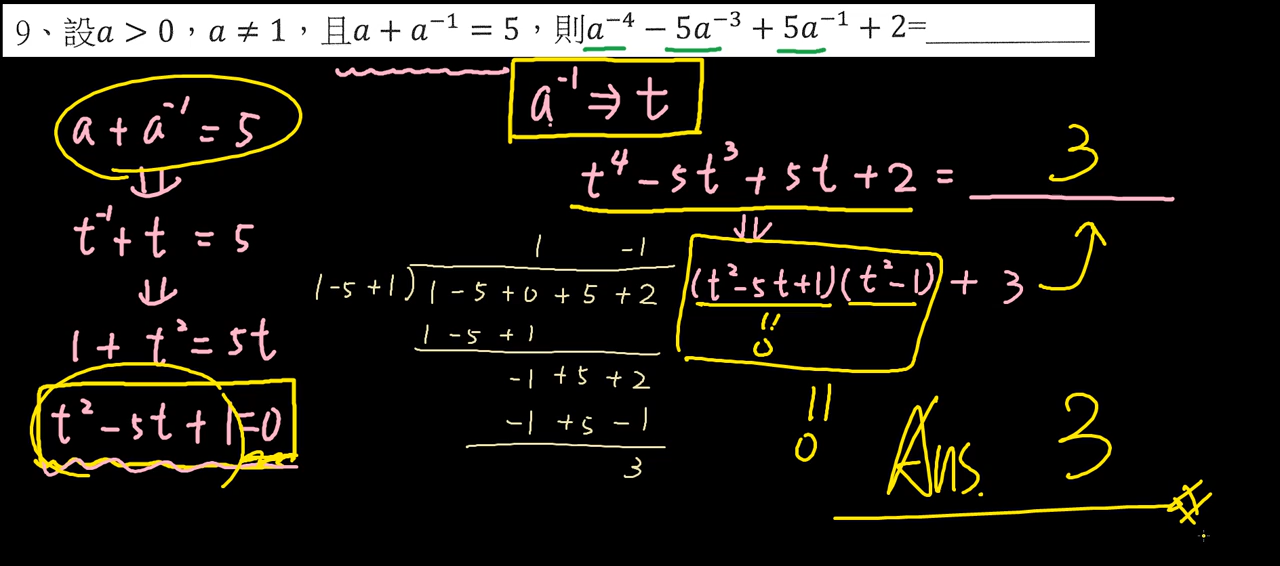 9、設a > 0，a ≠ 1，且a + a⁻¹ = 5，則a⁻⁴ − 5a⁻³ + 5a⁻¹ + 2=__________
a⁻¹ ⇒ t
a + a⁻¹ = 5
⇓
t⁴ − 5t³ + 5t + 2 = 3
t⁻¹ + t = 5
⇓
1 + t² = 5t
⇓
t² − 5t + 1 = 0
1 −1
1 − 5 + 1 ) 1 − 5 + 0 + 5 + 2
1 − 5 + 1
−1 + 5 + 2
−1 + 5 − 1
3
(t² − 5t + 1)(t² − 1) + 3
0
0
Ans. 3